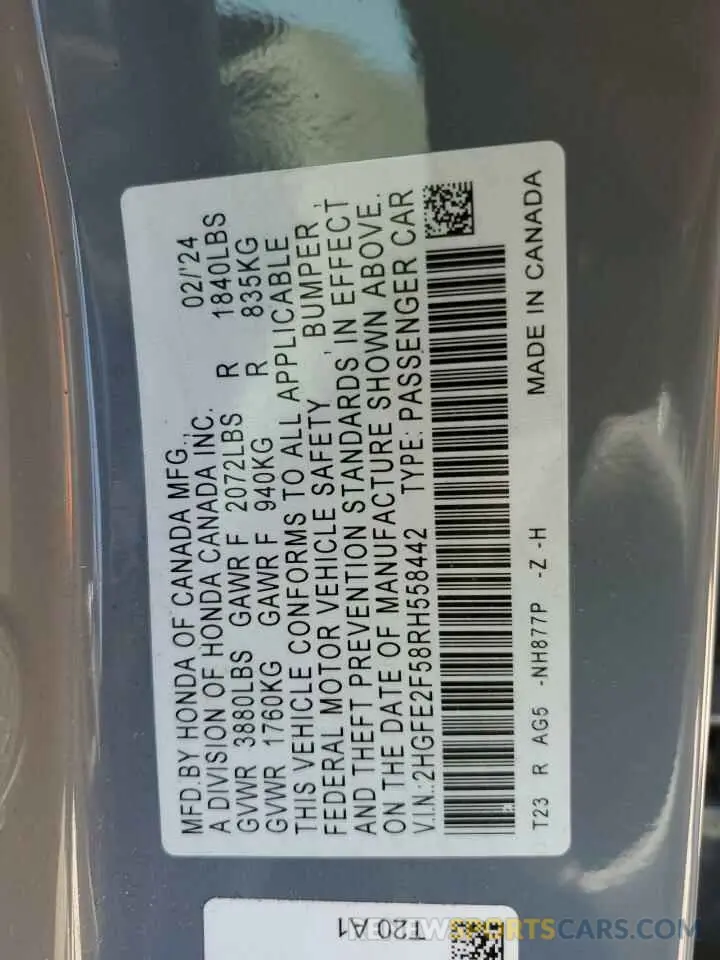 MFD.BY HONDA OF CANADA MFG., 02/'24
A DIVISION OF HONDA CANADA INC.
GVWR 3880LBS GAWR F 2072LBS R 1840LBS
GVWR 1760KG GAWR F 940KG R 835KG
THIS VEHICLE CONFORMS TO ALL APPLICABLE
FEDERAL MOTOR VEHICLE SAFETY, BUMPER,
AND THEFT PREVENTION STANDARDS IN EFFECT
ON THE DATE OF MANUFACTURE SHOWN ABOVE.
V.I.N.:2HGFE2F58RH558442 TYPE: PASSENGER CAR
T23 R AG5 -NH877P -Z -H MADE IN CANADA
T20 A1
REVIEWSPORTSCARS.COM